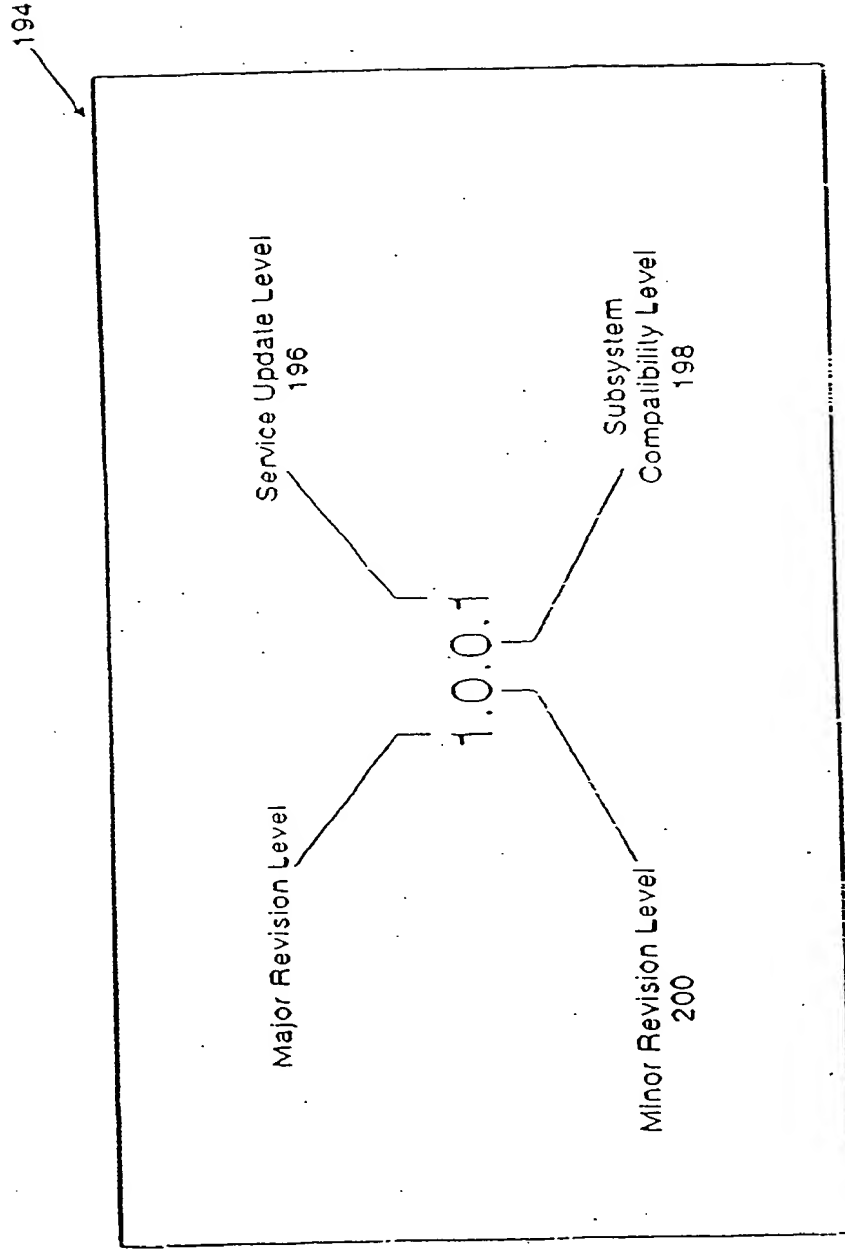 194
Major Revision Level
Service Update Level
196
1.0.0.1
Minor Revision Level
200
Subsystem
Compatibility Level
198